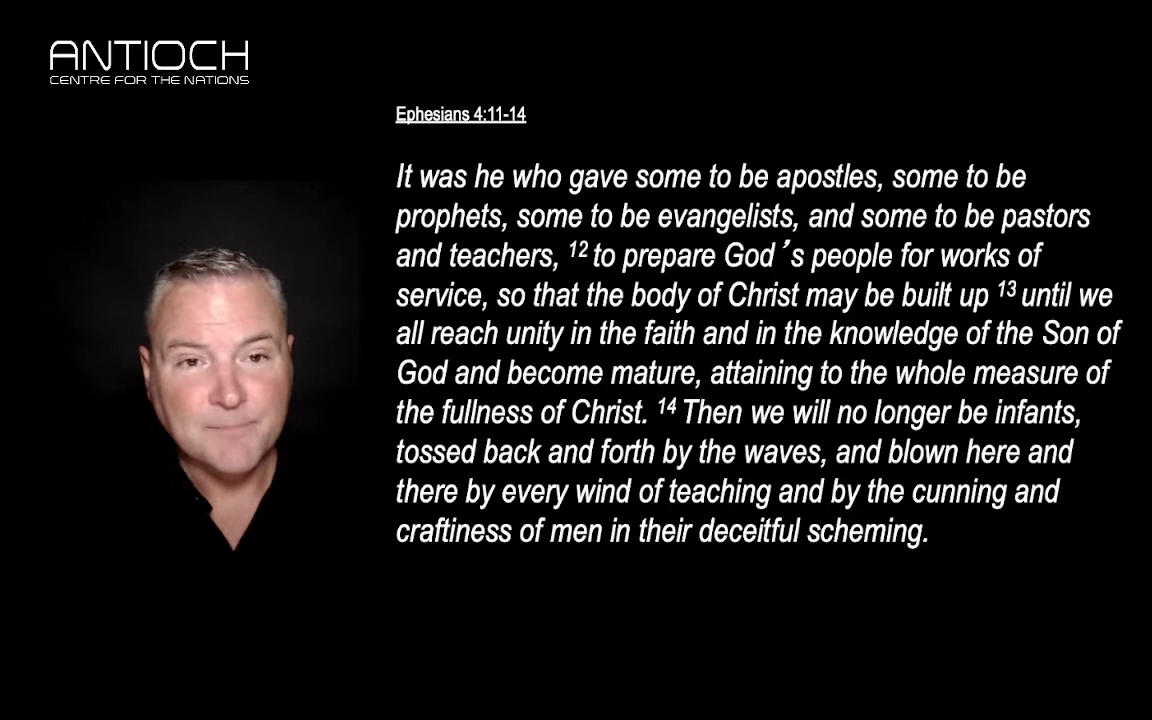 ANTIOCH
CENTRE FOR THE NATIONS
Ephesians 4:11-14
It was he who gave some to be apostles, some to be
prophets, some to be evangelists, and some to be pastors
and teachers, 12 to prepare God ’s people for works of
service, so that the body of Christ may be built up 13 until we
all reach unity in the faith and in the knowledge of the Son of
God and become mature, attaining to the whole measure of
the fullness of Christ. 14 Then we will no longer be infants,
tossed back and forth by the waves, and blown here and
there by every wind of teaching and by the cunning and
craftiness of men in their deceitful scheming.